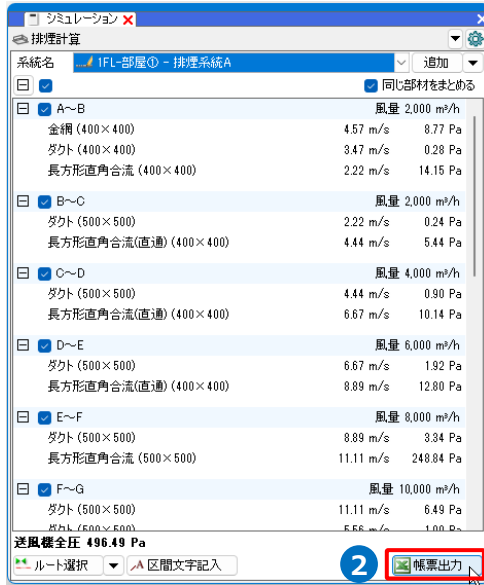 シミュレーション
排煙計算
系統名 1FL-部屋① - 排煙系統A 追加
同じ部材をまとめる
A~B 風量 2,000 m³/h
金網 (400×400) 4.57 m/s 8.77 Pa
ダクト (400×400) 3.47 m/s 0.28 Pa
長方形直角合流 (400×400) 2.22 m/s 14.15 Pa
B~C 風量 2,000 m³/h
ダクト (500×500) 2.22 m/s 0.24 Pa
長方形直角合流(直通) (400×400) 4.44 m/s 5.44 Pa
C~D 風量 4,000 m³/h
ダクト (500×500) 4.44 m/s 0.90 Pa
長方形直角合流(直通) (400×400) 6.67 m/s 10.14 Pa
D~E 風量 6,000 m³/h
ダクト (500×500) 6.67 m/s 1.92 Pa
長方形直角合流(直通) (400×400) 8.89 m/s 12.80 Pa
E~F 風量 8,000 m³/h
ダクト (500×500) 8.89 m/s 3.34 Pa
長方形直角合流 (500×500) 11.11 m/s 248.84 Pa
F~G 風量 10,000 m³/h
ダクト (500×500) 11.11 m/s 6.49 Pa
ダクト (500×500) 5.56 m/s 1.00 Pa
送風機全圧 496.49 Pa
ルート選択 区間文字記入 2 帳票出力